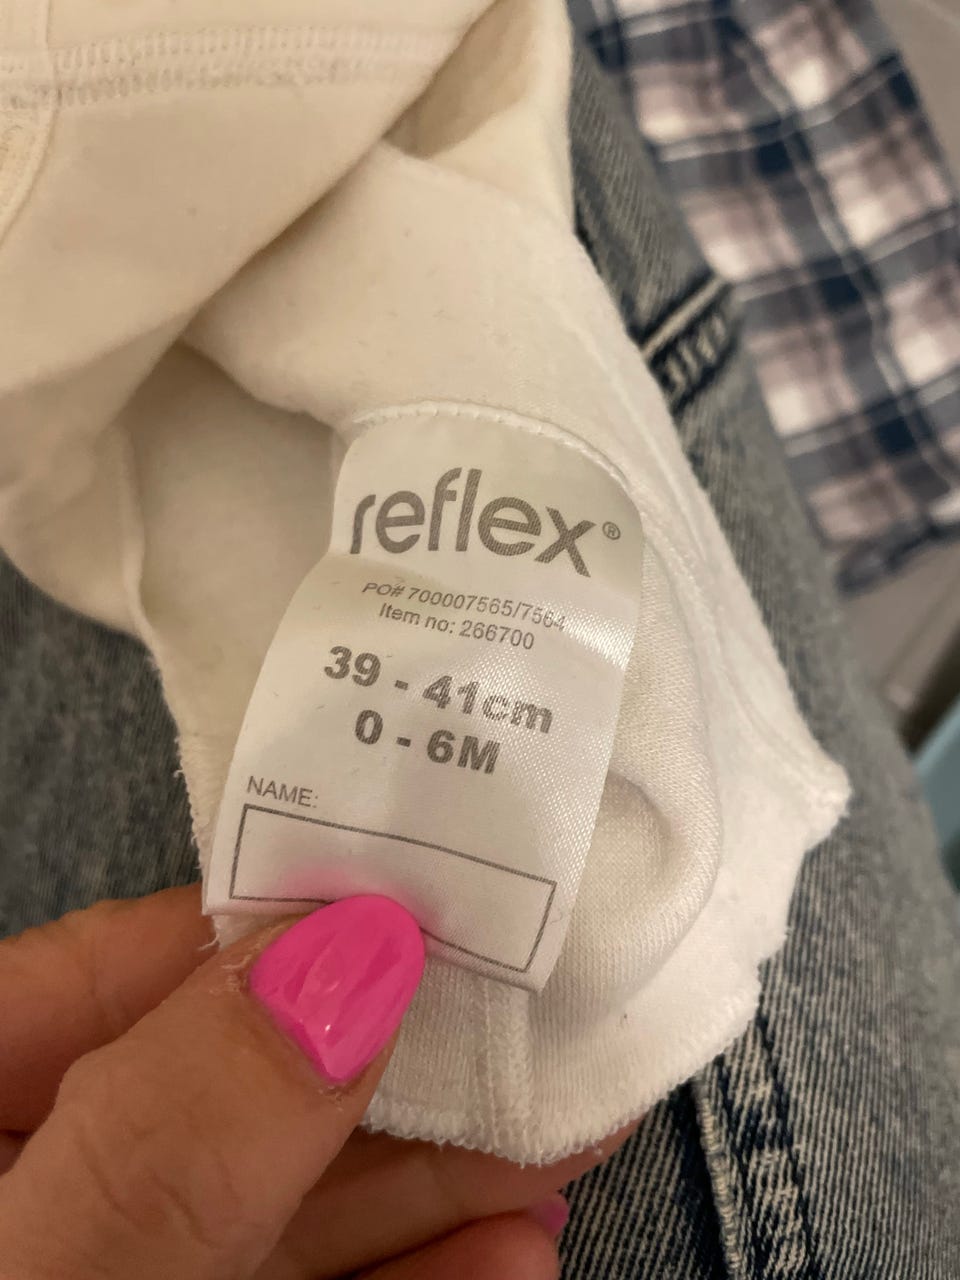 reflex®
PO# 700007565/7564
Item no: 266700
39 - 41cm
0 - 6M
NAME: